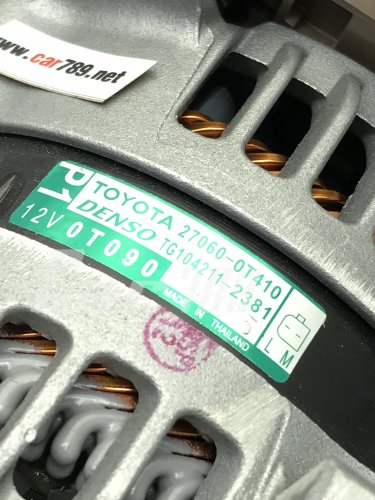 www.car789.net
P1
TOYOTA 27060-0T410
DENSO TG104211-2381
12V 0T090
MADE IN THAILAND
L M